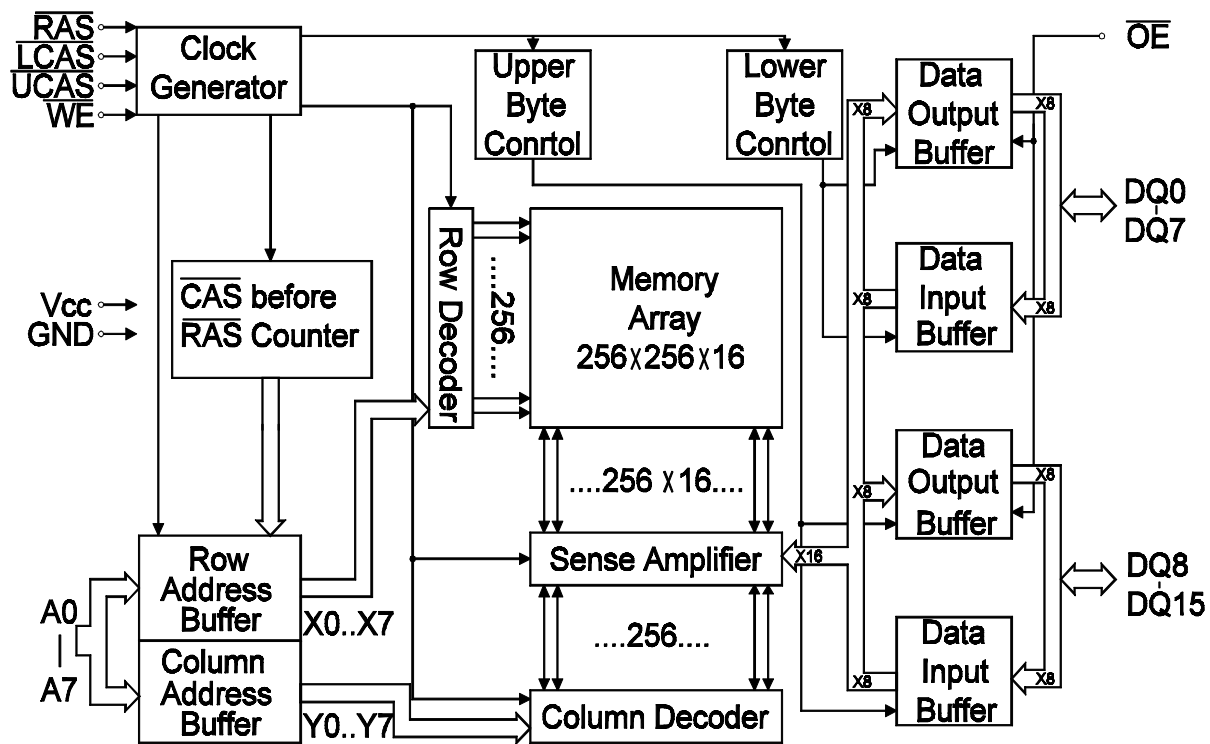 RAS
LCAS
UCAS
WE
Clock
Generator
Upper
Byte
Conrtol
Lower
Byte
Conrtol
OE
Data
Output
Buffer
X8
X8
DQ0
-
DQ7
Data
Input
Buffer
X8
X8
Vcc
GND
CAS before
RAS Counter
Row Decoder
....256....
Memory
Array
256X256X16
....256 X16....
Sense Amplifier
X16
....256....
Column Decoder
Data
Output
Buffer
X8
X8
DQ8
-
DQ15
Data
Input
Buffer
X8
X8
A0
|
A7
Row
Address
Buffer
X0..X7
Column
Address
Buffer
Y0..Y7